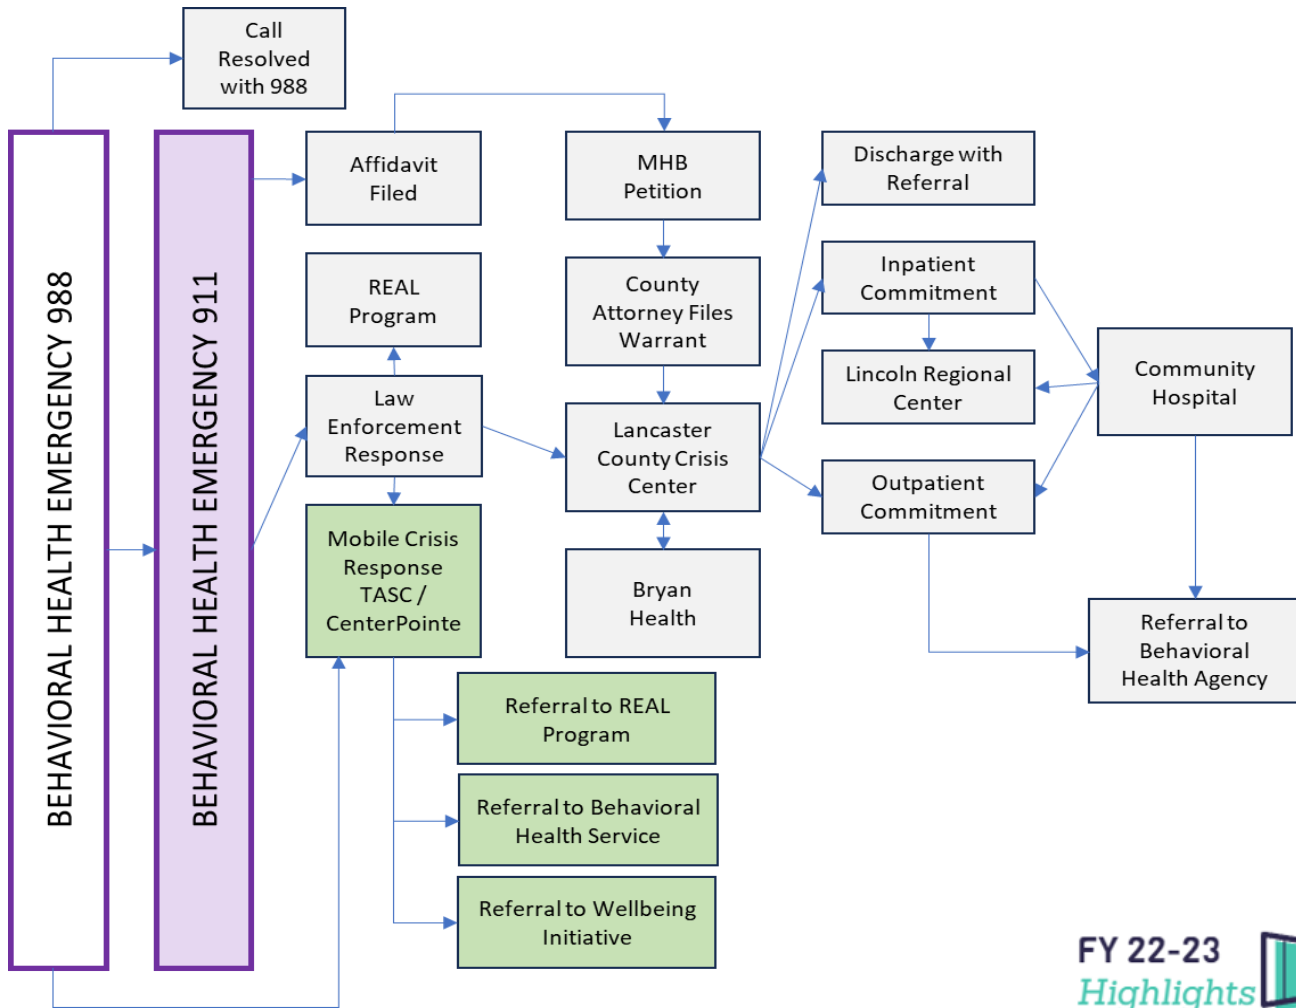 Call
Resolved
with 988
BEHAVIORAL HEALTH EMERGENCY 988
BEHAVIORAL HEALTH EMERGENCY 911
Affidavit
Filed
MHB
Petition
Discharge with
Referral
REAL
Program
County
Attorney Files
Warrant
Inpatient
Commitment
Law
Enforcement
Response
Lancaster
County Crisis
Center
Lincoln Regional
Center
Community
Hospital
Outpatient
Commitment
Mobile Crisis
Response
TASC /
CenterPointe
Bryan
Health
Referral to
Behavioral
Health Agency
Referral to REAL
Program
Referral to Behavioral
Health Service
Referral to Wellbeing
Initiative
FY 22-23
Highlights